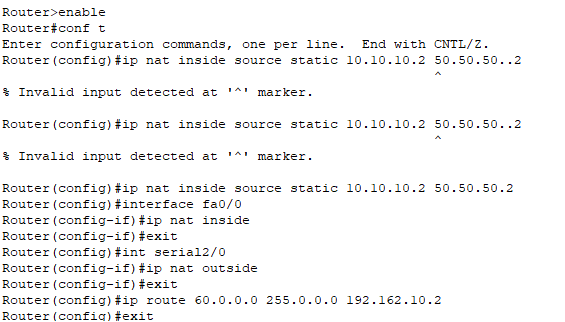 Router>enable
Router#conf t
Enter configuration commands, one per line.  End with CNTL/Z.
Router(config)#ip nat inside source static 10.10.10.2 50.50.50..2
^
% Invalid input detected at '^' marker.
Router(config)#ip nat inside source static 10.10.10.2 50.50.50..2
^
% Invalid input detected at '^' marker.
Router(config)#ip nat inside source static 10.10.10.2 50.50.50.2
Router(config)#interface fa0/0
Router(config-if)#ip nat inside
Router(config-if)#exit
Router(config)#int serial2/0
Router(config-if)#ip nat outside
Router(config-if)#exit
Router(config)#ip route 60.0.0.0 255.0.0.0 192.162.10.2
Router(config)#exit